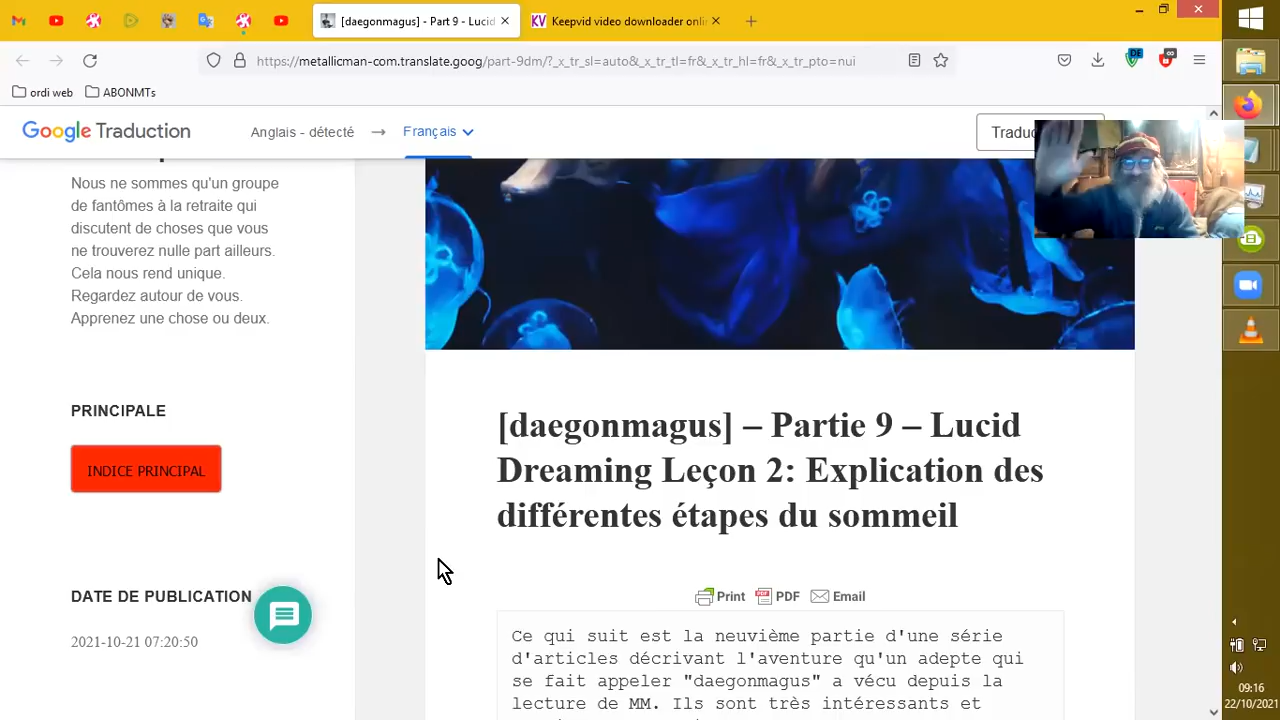 [daegonmagus] - Part 9 - Lucid
Keepvid video downloader onli
https://metallicman-com.translate.goog/part-9dm/?_x_tr_sl=auto&_x_tr_tl=fr&_x_tr_hl=fr&_x_tr_pto=nui
DE
ordi web
ABONMTs
Google Traduction
Anglais - détecté
Français
Traduc
Nous ne sommes qu'un groupe
de fantômes à la retraite qui
discutent de choses que vous
ne trouverez nulle part ailleurs.
Cela nous rend unique.
Regardez autour de vous.
Apprenez une chose ou deux.
PRINCIPALE
INDICE PRINCIPAL
DATE DE PUBLICATION
2021-10-21 07:20:50
[daegonmagus] – Partie 9 – Lucid
Dreaming Leçon 2: Explication des
différentes étapes du sommeil
Print
PDF
Email
Ce qui suit est la neuvième partie d'une série
d'articles décrivant l'aventure qu'un adepte qui
se fait appeler "daegonmagus" a vécu depuis la
lecture de MM. Ils sont très intéressants et
09:16
22/10/2021